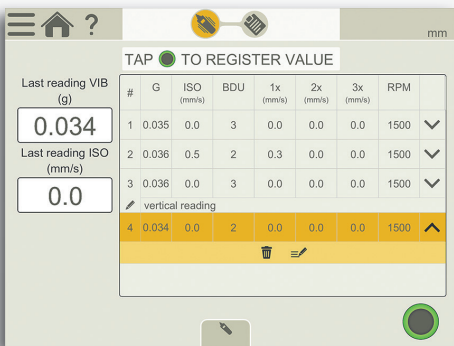 ?
mm
TAP TO REGISTER VALUE
Last reading VIB
(g)
0.034
Last reading ISO
(mm/s)
0.0
# G ISO (mm/s) BDU 1x (mm/s) 2x (mm/s) 3x (mm/s) RPM
1 0.035 0.0 3 0.0 0.0 0.0 1500
2 0.036 0.5 2 0.3 0.0 0.0 1500
3 0.036 0.0 3 0.0 0.0 0.0 1500
vertical reading
4 0.034 0.0 2 0.0 0.0 0.0 1500